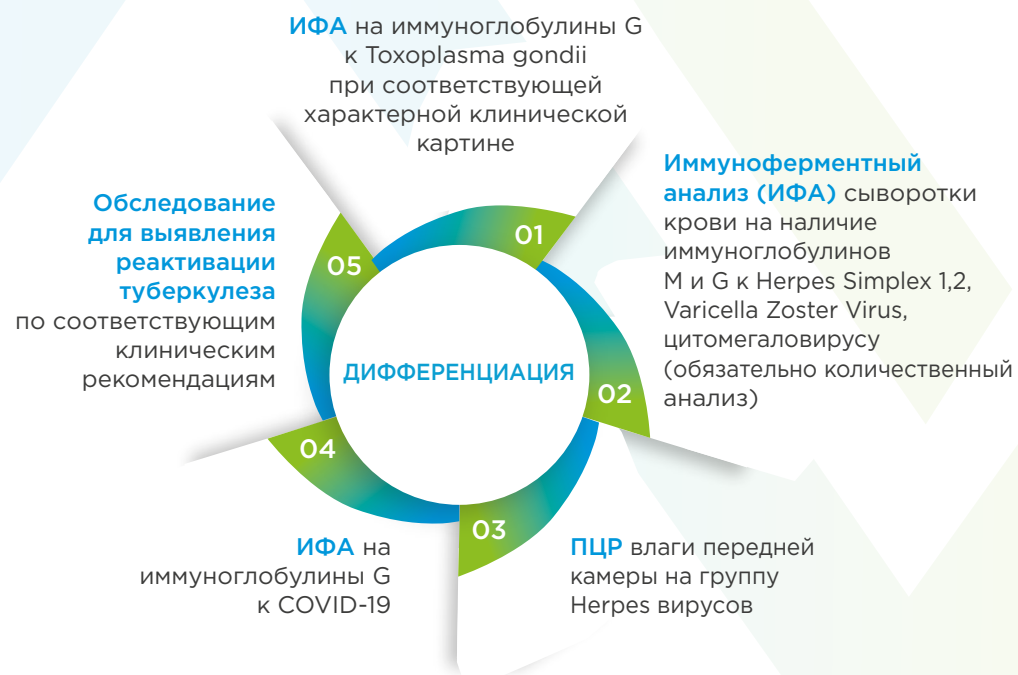 ИФА на иммуноглобулины G
к Toxoplasma gondii
при соответствующей
характерной клинической
картине
01
Иммуноферментный
анализ (ИФА) сыворотки
крови на наличие
иммуноглобулинов
М и G к Herpes Simplex 1,2,
Varicella Zoster Virus,
цитомегаловирусу
(обязательно количественный
анализ)
02
ПЦР влаги передней
камеры на группу
Herpes вирусов
03
ИФА на
иммуноглобулины G
к COVID-19
04
Обследование
для выявления
реактивации
туберкулеза
по соответствующим
клиническим
рекомендациям
05
ДИФФЕРЕНЦИАЦИЯ